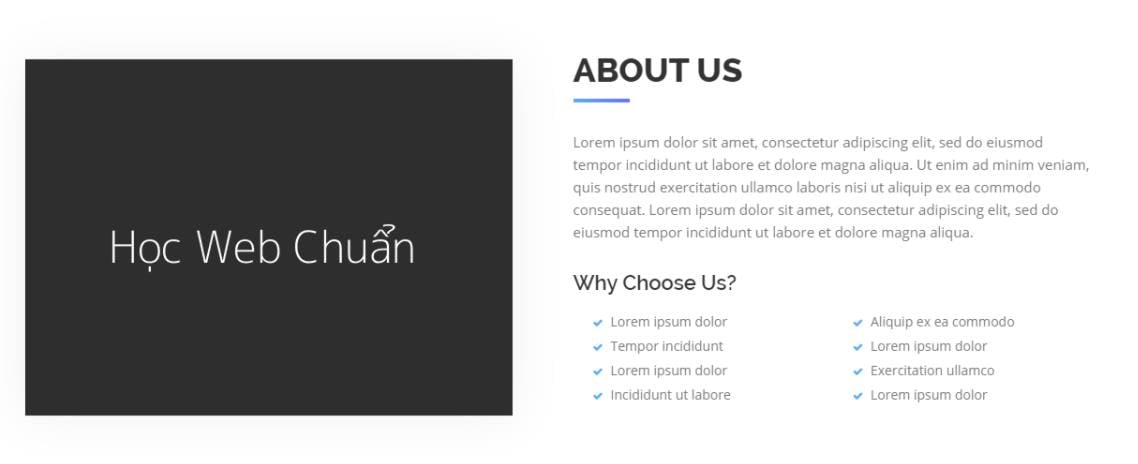 Học Web Chuẩn
ABOUT US
Lorem ipsum dolor sit amet, consectetur adipiscing elit, sed do eiusmod
tempor incididunt ut labore et dolore magna aliqua. Ut enim ad minim veniam,
quis nostrud exercitation ullamco laboris nisi ut aliquip ex ea commodo
consequat. Lorem ipsum dolor sit amet, consectetur adipiscing elit, sed do
eiusmod tempor incididunt ut labore et dolore magna aliqua.
Why Choose Us?
Lorem ipsum dolor
Tempor incididunt
Lorem ipsum dolor
Incididunt ut labore
Aliquip ex ea commodo
Lorem ipsum dolor
Exercitation ullamco
Lorem ipsum dolor